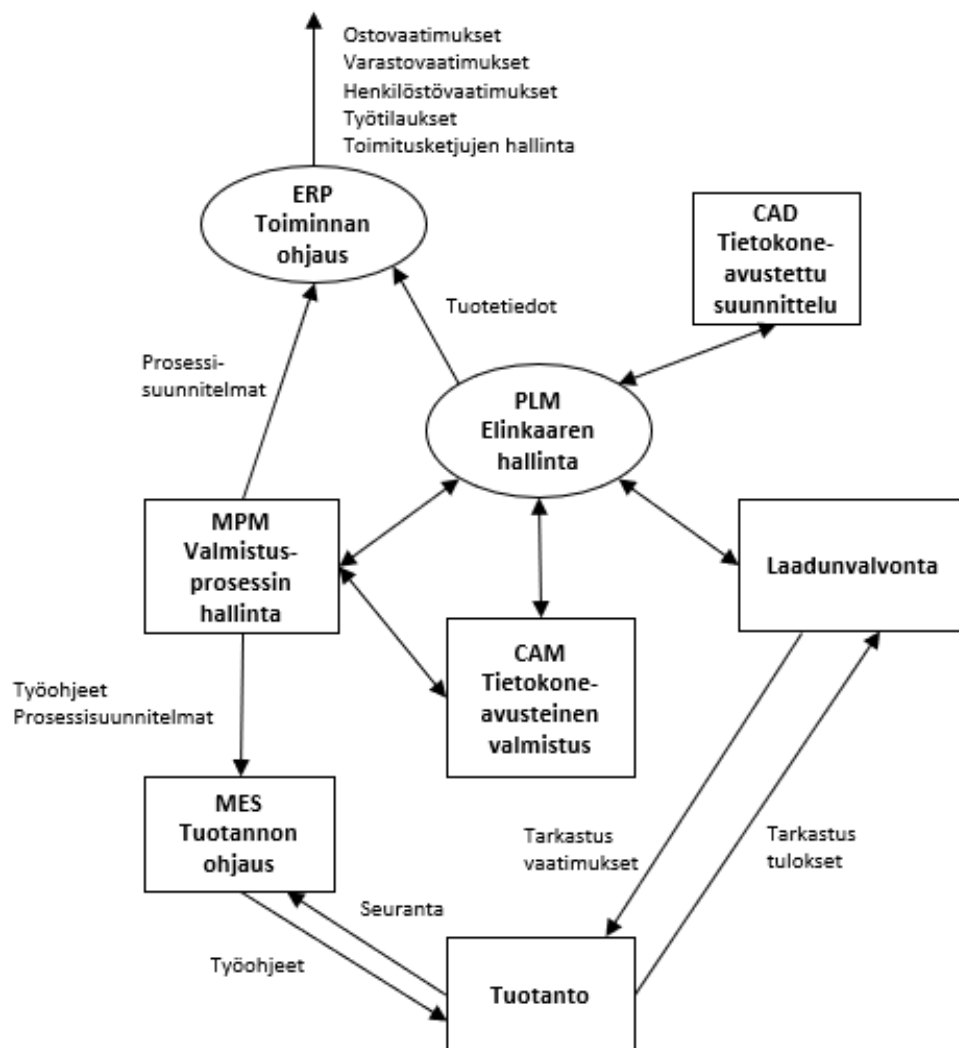 Ostovaatimukset
Varastovaatimukset
Henkilöstövaatimukset
Työtilaukset
Toimitusketjujen hallinta
ERP
Toiminnan
ohjaus
CAD
Tietokone-
avustettu
suunnittelu
Tuotetiedot
Prosessi-
suunnitelmat
PLM
Elinkaaren
hallinta
MPM
Valmistus-
prosessin
hallinta
Laadunvalvonta
CAM
Tietokone-
avusteinen
valmistus
Työohjeet
Prosessisuunnitelmat
MES
Tuotannon
ohjaus
Tarkastus
vaatimukset
Tarkastus
tulokset
Seuranta
Työohjeet
Tuotanto